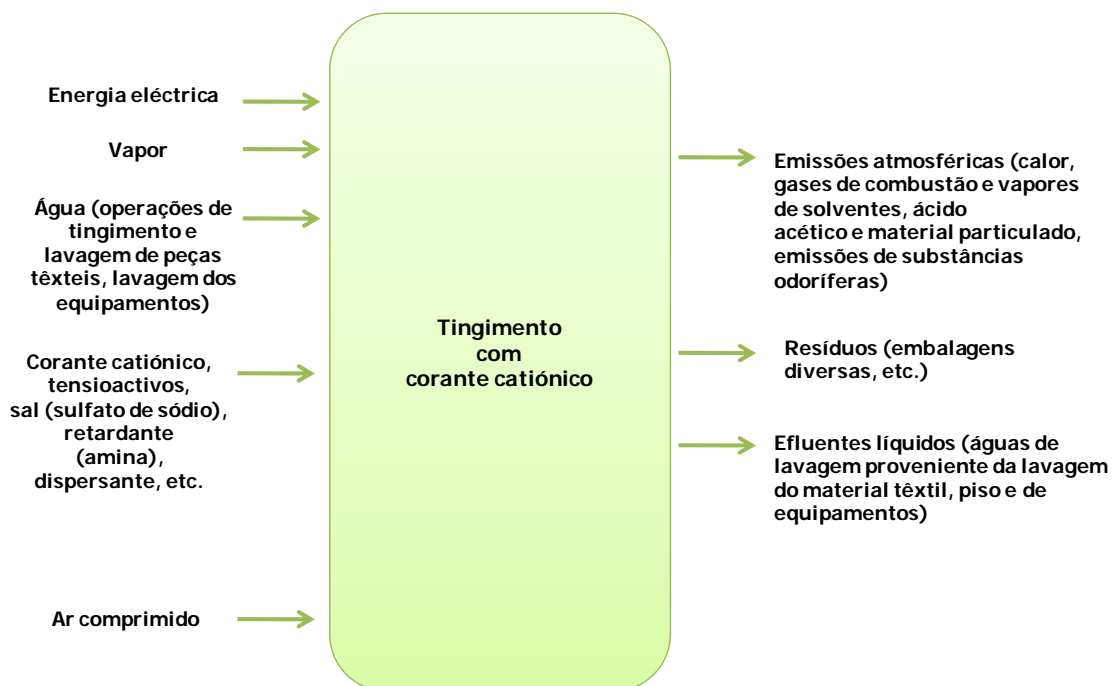 Energia eléctrica
Vapor
Água (operações de
tingimento e
lavagem de peças
têxteis, lavagem dos
equipamentos)
Corante catiónico,
tensioactivos,
sal (sulfato de sódio),
retardante
(amina),
dispersante, etc.
Ar comprimido
Tingimento
com
corante catiónico
Emissões atmosféricas (calor,
gases de combustão e vapores
de solventes, ácido
acético e material particulado,
emissões de substâncias
odoríferas)
Resíduos (embalagens
diversas, etc.)
Efluentes líquidos (águas de
lavagem proveniente da lavagem
do material têxtil, piso e de
equipamentos)